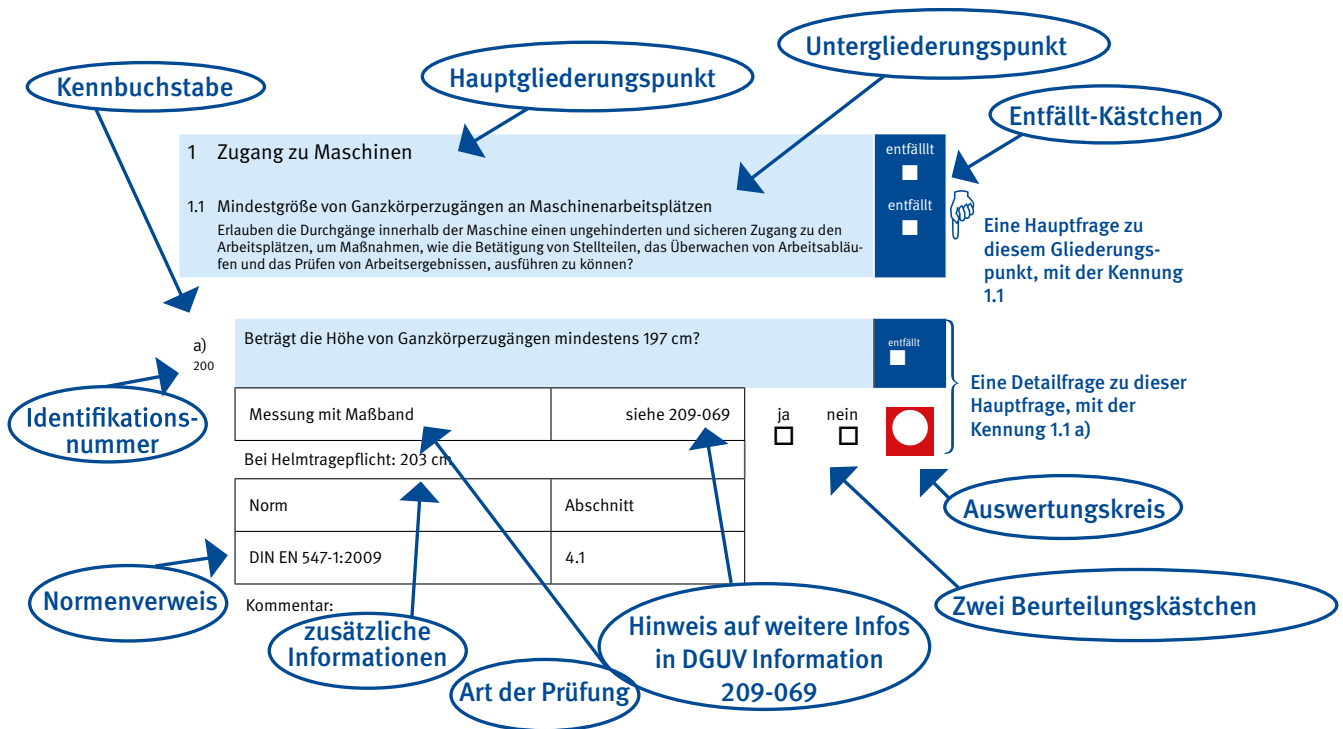 Kennbuchstabe
Hauptgliederungspunkt
Untergliederungspunkt
Entfällt-Kästchen
1 Zugang zu Maschinen
entfälllt
1.1 Mindestgröße von Ganzkörperzugängen an Maschinenarbeitsplätzen
entfällt
Erlauben die Durchgänge innerhalb der Maschine einen ungehinderten und sicheren Zugang zu den
Arbeitsplätzen, um Maßnahmen, wie die Betätigung von Stellteilen, das Überwachen von Arbeitsabläu-
fen und das Prüfen von Arbeitsergebnissen, ausführen zu können?
Eine Hauptfrage zu
diesem Gliederungs-
punkt, mit der Kennung
1.1
a)
200
Beträgt die Höhe von Ganzkörperzugängen mindestens 197 cm?
entfällt
Identifikations-
nummer
Messung mit Maßband
siehe 209-069
ja
nein
Eine Detailfrage zu dieser
Hauptfrage, mit der
Kennung 1.1 a)
Bei Helmtragepflicht: 203 cm
Norm
Abschnitt
Auswertungskreis
DIN EN 547-1:2009
4.1
Normenverweis
Kommentar:
zusätzliche
Informationen
Art der Prüfung
Hinweis auf weitere Infos
in DGUV Information
209-069
Zwei Beurteilungskästchen